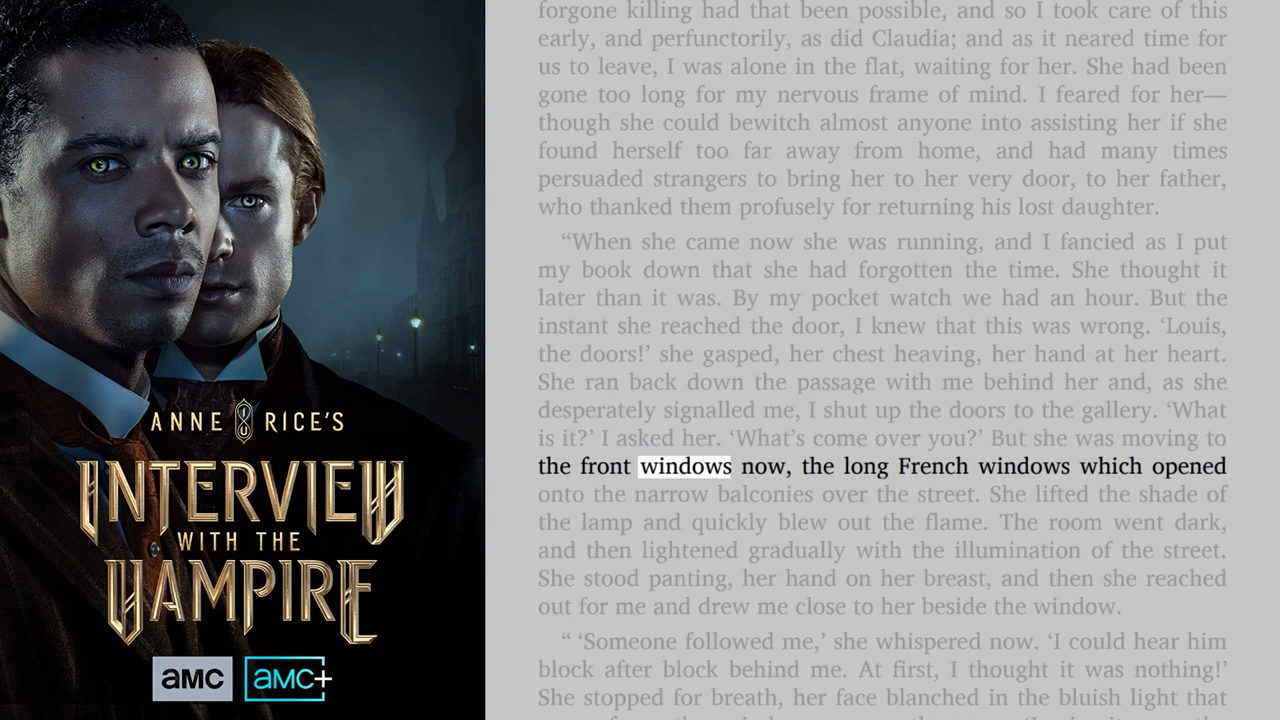 ANNE RICE'S
INTERVIEW
WITH THE
VAMPIRE
aMC
aMC+
forgone killing had that been possible, and so I took care of this
early, and perfunctorily, as did Claudia; and as it neared time for
us to leave, I was alone in the flat, waiting for her. She had been
gone too long for my nervous frame of mind. I feared for her—
though she could bewitch almost anyone into assisting her if she
found herself too far away from home, and had many times
persuaded strangers to bring her to her very door, to her father,
who thanked them profusely for returning his lost daughter.
“When she came now she was running, and I fancied as I put
my book down that she had forgotten the time. She thought it
later than it was. By my pocket watch we had an hour. But the
instant she reached the door, I knew that this was wrong. ‘Louis,
the doors!’ she gasped, her chest heaving, her hand at her heart.
She ran back down the passage with me behind her and, as she
desperately signalled me, I shut up the doors to the gallery. ‘What
is it?’ I asked her. ‘What’s come over you?’ But she was moving to
the front windows now, the long French windows which opened
onto the narrow balconies over the street. She lifted the shade of
the lamp and quickly blew out the flame. The room went dark,
and then lightened gradually with the illumination of the street.
She stood panting, her hand on her breast, and then she reached
out for me and drew me close to her beside the window.
“ ‘Someone followed me,’ she whispered now. ‘I could hear him
block after block behind me. At first, I thought it was nothing!’
She stopped for breath, her face blanched in the bluish light that